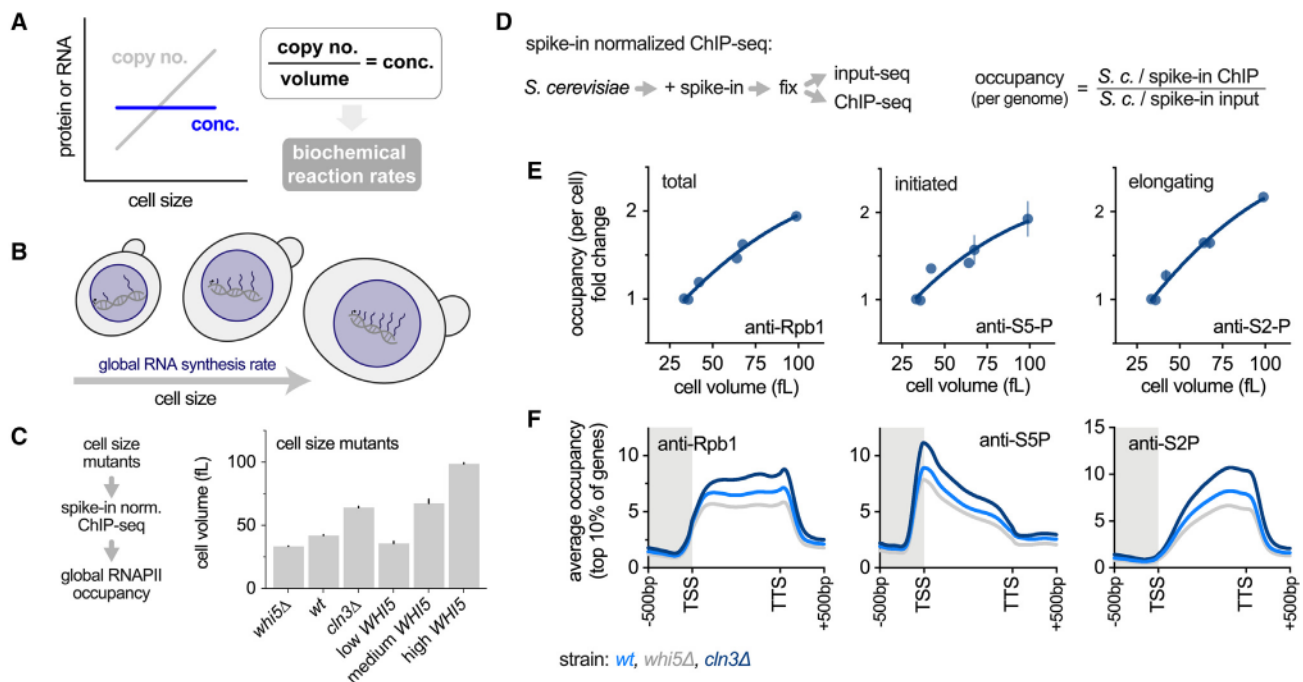 A
protein or RNA
copy no.
conc.
cell size
copy no.
volume
= conc.
biochemical
reaction rates
B
global RNA synthesis rate
cell size
C
cell size
mutants
spike-in norm.
ChIP-seq
global RNAPII
occupancy
cell size mutants
cell volume (fL)
100
50
0
whi5Δ
wt
cln3Δ
low WHI5
medium WHI5
high WHI5
D
spike-in normalized ChIP-seq:
S. cerevisiae
+ spike-in
fix
input-seq
ChIP-seq
occupancy
(per genome)
=
S. c. / spike-in ChIP
S. c. / spike-in input
E
occupancy (per cell)
fold change
total
2
1
anti-Rpb1
25 50 75 100
cell volume (fL)
initiated
2
1
anti-S5-P
25 50 75 100
cell volume (fL)
elongating
2
1
anti-S2-P
25 50 75 100
cell volume (fL)
F
average occupancy
(top 10% of genes)
anti-Rpb1
10
5
0
-500bp
TSS
TTS
+500bp
anti-S5P
10
5
0
-500bp
TSS
TTS
+500bp
anti-S2P
15
10
5
0
-500bp
TSS
TTS
+500bp
strain: wt, whi5Δ, cln3Δ